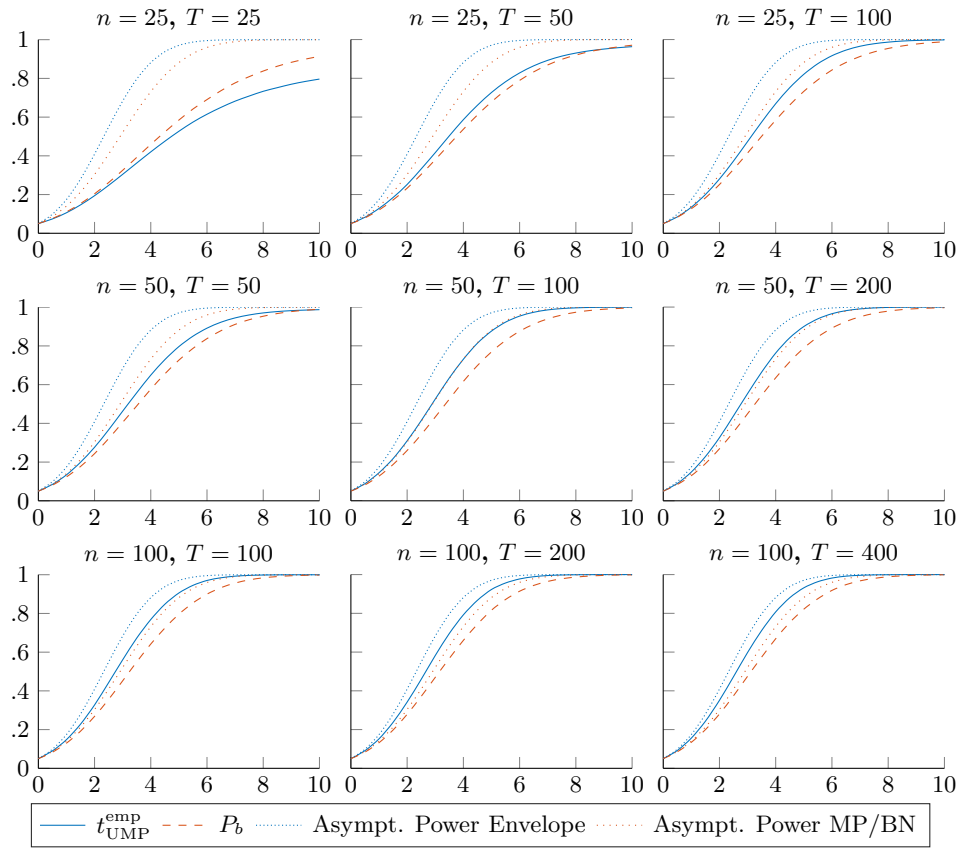 n = 25, T = 25
n = 25, T = 50
n = 25, T = 100
1
.8
.6
.4
.2
0
0 2 4 6 8 10
0 2 4 6 8 10
0 2 4 6 8 10
n = 50, T = 50
n = 50, T = 100
n = 50, T = 200
1
.8
.6
.4
.2
0
0 2 4 6 8 10
0 2 4 6 8 10
0 2 4 6 8 10
n = 100, T = 100
n = 100, T = 200
n = 100, T = 400
1
.8
.6
.4
.2
0
0 2 4 6 8 10
0 2 4 6 8 10
0 2 4 6 8 10
t_UMP^emp P_b Asympt. Power Envelope Asympt. Power MP/BN